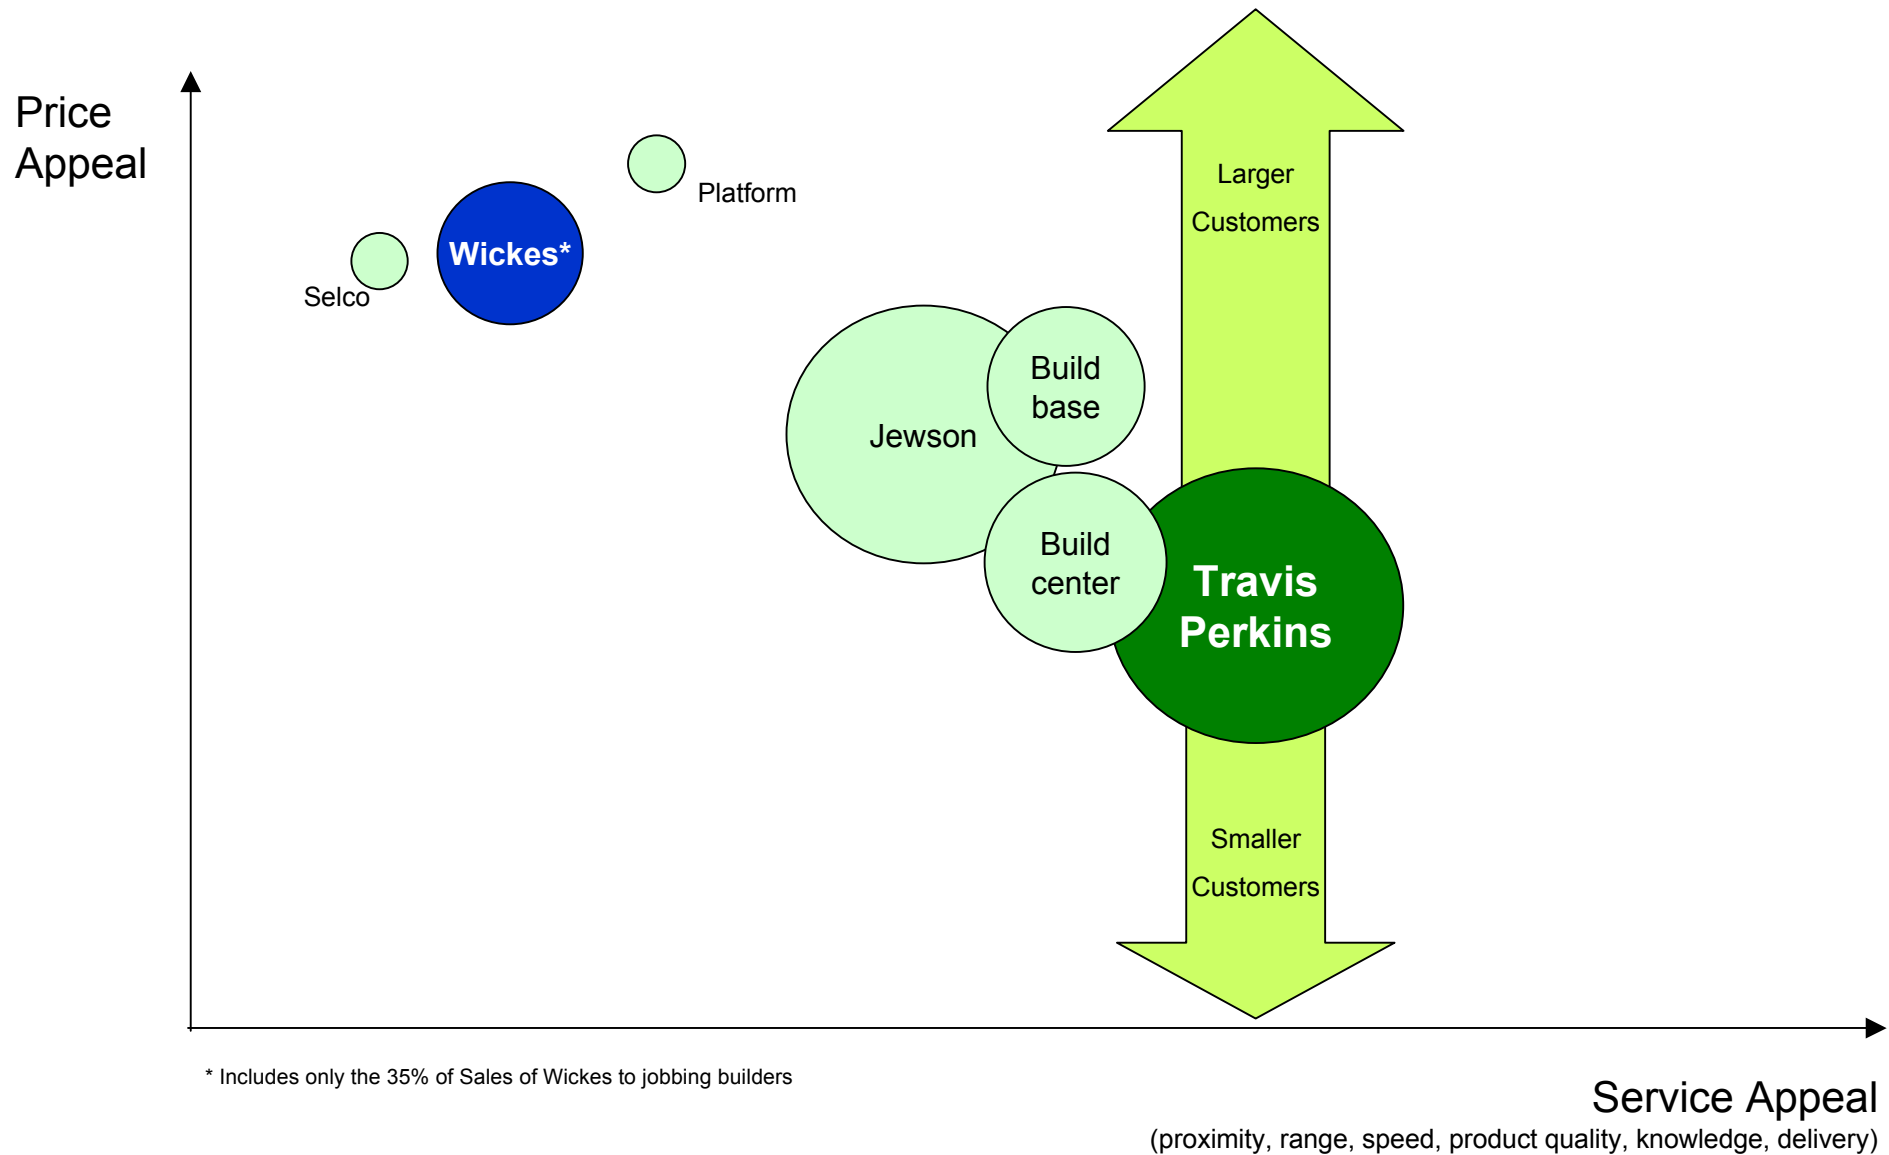 Price
Appeal
Platform
Wickes*
Selco
Larger
Customers
Build
base
Jewson
Build
center
Travis
Perkins
Smaller
Customers
* Includes only the 35% of Sales of Wickes to jobbing builders
Service Appeal
(proximity, range, speed, product quality, knowledge, delivery)